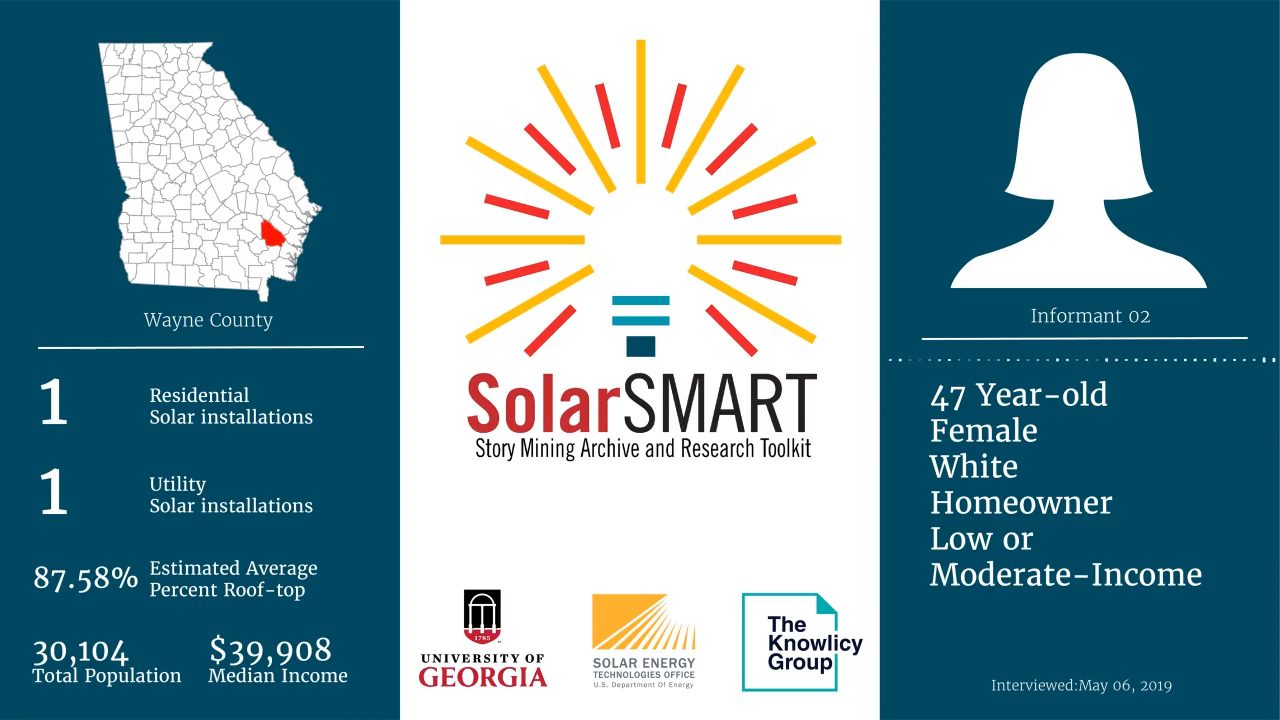 Wayne County
1
Residential
Solar installations
1
Utility
Solar installations
87.58%
Estimated Average
Percent Roof-top
30,104
Total Population
$39,908
Median Income
SolarSMART
Story Mining Archive and Research Toolkit
1785
UNIVERSITY OF
GEORGIA
SOLAR ENERGY
TECHNOLOGIES OFFICE
U.S. Department Of Energy
The
Knowlicy
Group
Informant 02
47 Year-old
Female
White
Homeowner
Low or
Moderate-Income
Interviewed:May 06, 2019